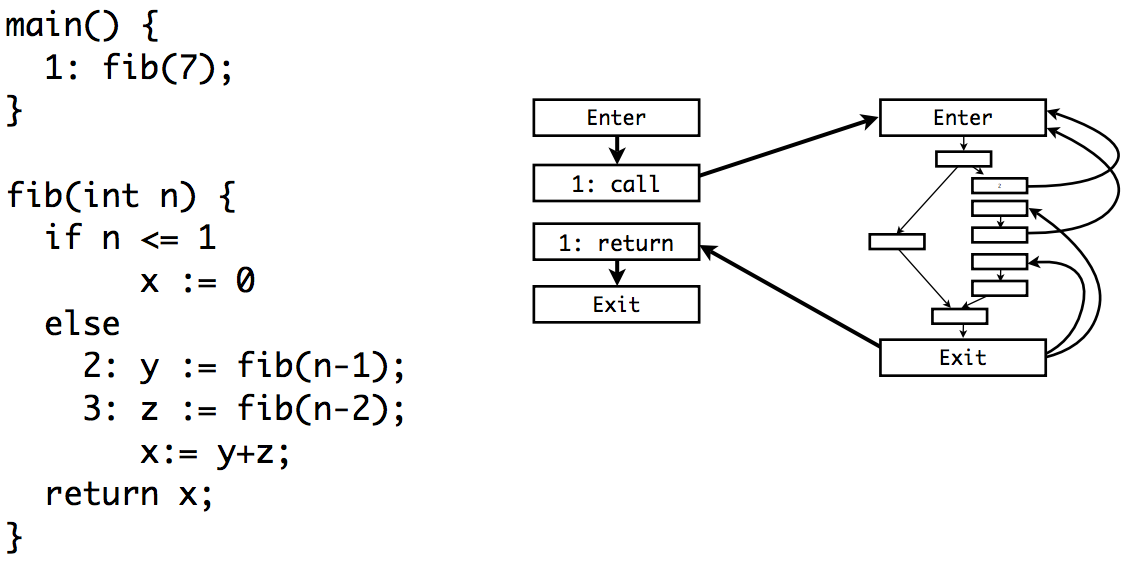 main() {
1: fib(7);
}
fib(int n) {
if n <= 1
x := 0
else
2: y := fib(n-1);
3: z := fib(n-2);
x:= y+z;
return x;
}
Enter
1: call
1: return
Exit
Enter
2
Exit